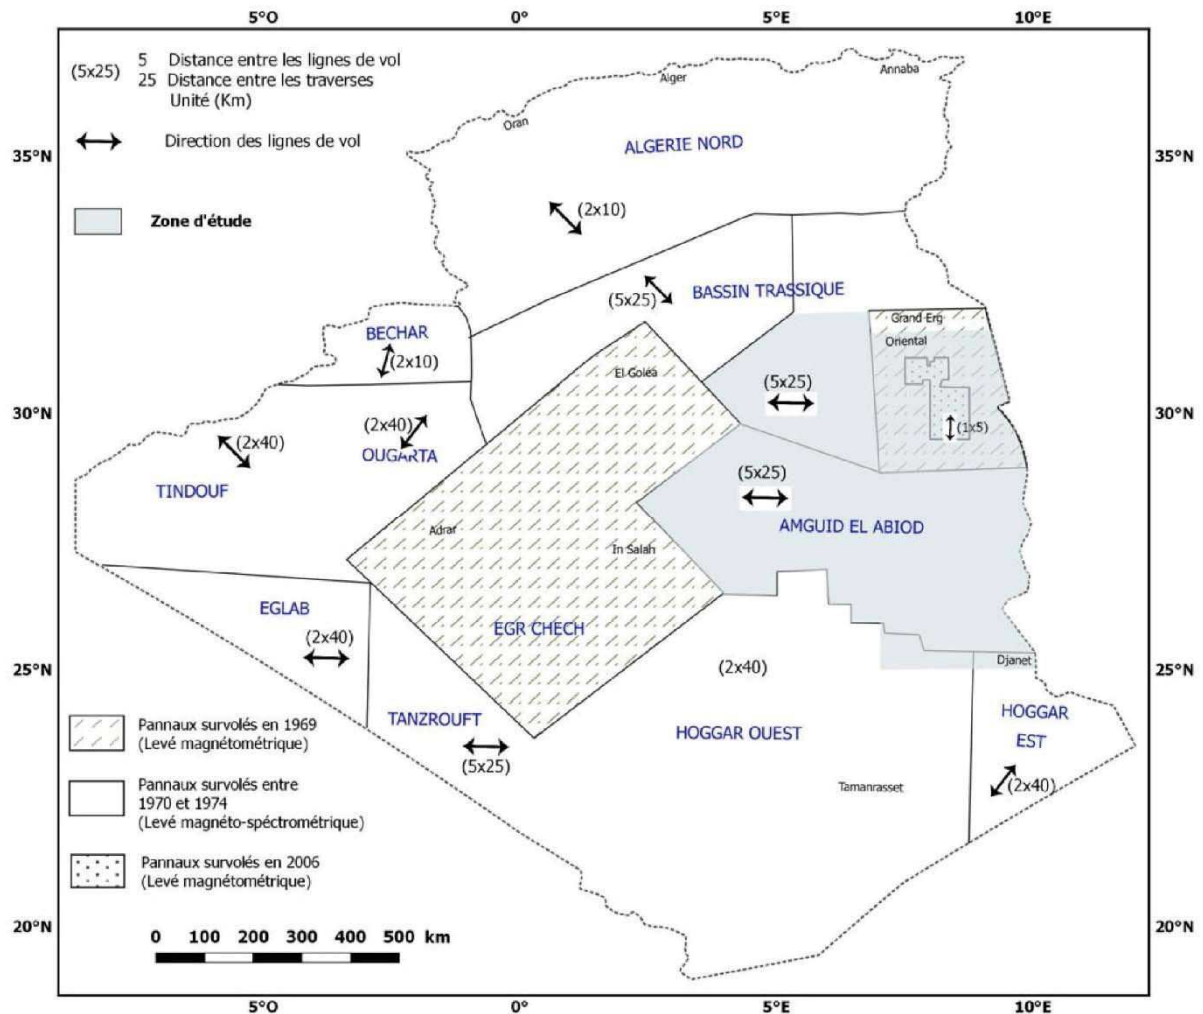 5°O 0° 5°E 10°E
(5x25) 5 Distance entre les lignes de vol
25 Distance entre les traverses
Unité (Km)
Direction des lignes de vol
Zone d'étude
Alger
Annaba
Oran
ALGERIE NORD
35°N 35°N
(2x10)
(5x25)
BASSIN TRASSIQUE
BECHAR
(2x10)
Grand Erg
Oriental
El Goléa
(5x25)
30°N 30°N
(2x40)
(2x40)
(1x5)
OUGARTA
TINDOUF
(5x25)
AMGUID EL ABIOD
Adrar
In Salah
EGLAB
(2x40)
EGR CHECH
25°N 25°N
(2x40)
Djanet
TANZROUFT
(5x25)
HOGGAR OUEST
HOGGAR
EST
(2x40)
Tamanrasset
Pannaux survolés en 1969
(Levé magnétométrique)
Pannaux survolés entre
1970 et 1974
(Levé magnéto-spéctrométrique)
Pannaux survolés en 2006
(Levé magnétométrique)
20°N 20°N
0 100 200 300 400 500 km
5°O 0° 5°E 10°E